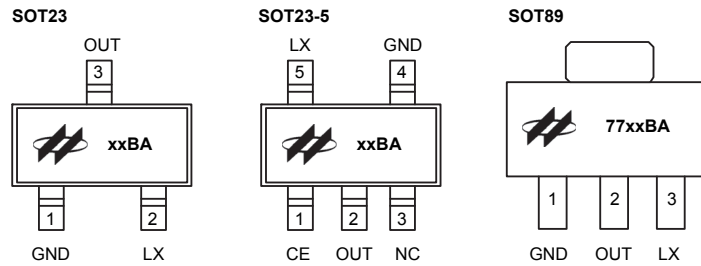 SOT23
SOT23-5
SOT89
OUT
LX
GND
3
5
4
xxBA
xxBA
77xxBA
1
2
1
2
3
1
2
3
GND
LX
CE
OUT
NC
GND
OUT
LX